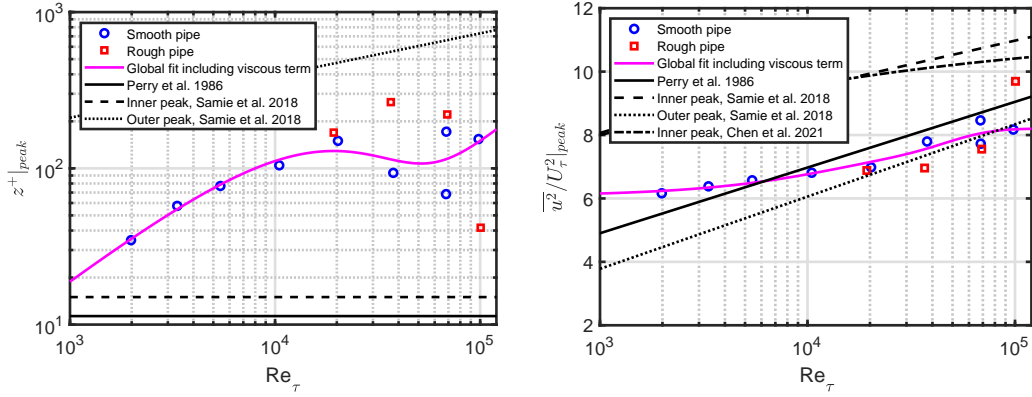 10^3
10^2
10^1
z^+|_{peak}
Smooth pipe
Rough pipe
Global fit including viscous term
Perry et al. 1986
Inner peak, Samie et al. 2018
Outer peak, Samie et al. 2018
10^3
10^4
10^5
Re_τ
12
10
8
6
4
2
\overline{u^2}/U_τ^2|_{peak}
Smooth pipe
Rough pipe
Global fit including viscous term
Perry et al. 1986
Inner peak, Samie et al. 2018
Outer peak, Samie et al. 2018
Inner peak, Chen et al. 2021
10^3
10^4
10^5
Re_τ